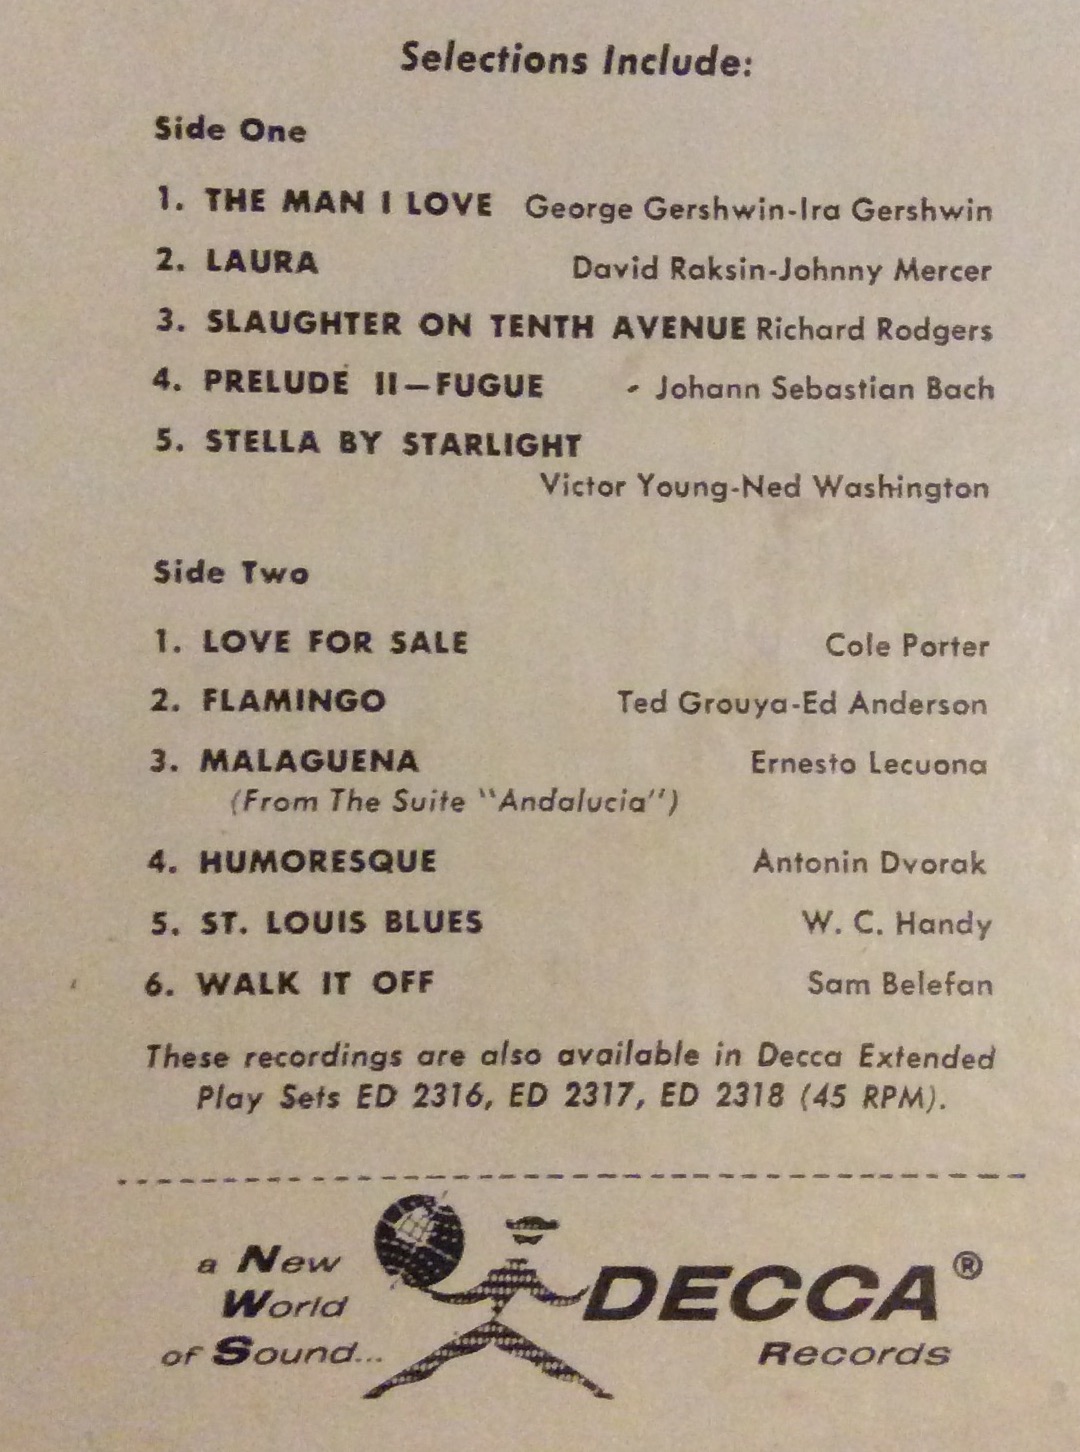 Selections Include:
Side One
1. THE MAN I LOVE George Gershwin-Ira Gershwin
2. LAURA David Raksin-Johnny Mercer
3. SLAUGHTER ON TENTH AVENUE Richard Rodgers
4. PRELUDE II—FUGUE - Johann Sebastian Bach
5. STELLA BY STARLIGHT
Victor Young-Ned Washington
Side Two
1. LOVE FOR SALE Cole Porter
2. FLAMINGO Ted Grouya-Ed Anderson
3. MALAGUENA Ernesto Lecuona
(From The Suite "Andalucia")
4. HUMORESQUE Antonin Dvorak
5. ST. LOUIS BLUES W. C. Handy
6. WALK IT OFF Sam Belefan
These recordings are also available in Decca Extended
Play Sets ED 2316, ED 2317, ED 2318 (45 RPM).
a New
World
of Sound...
DECCA®
Records